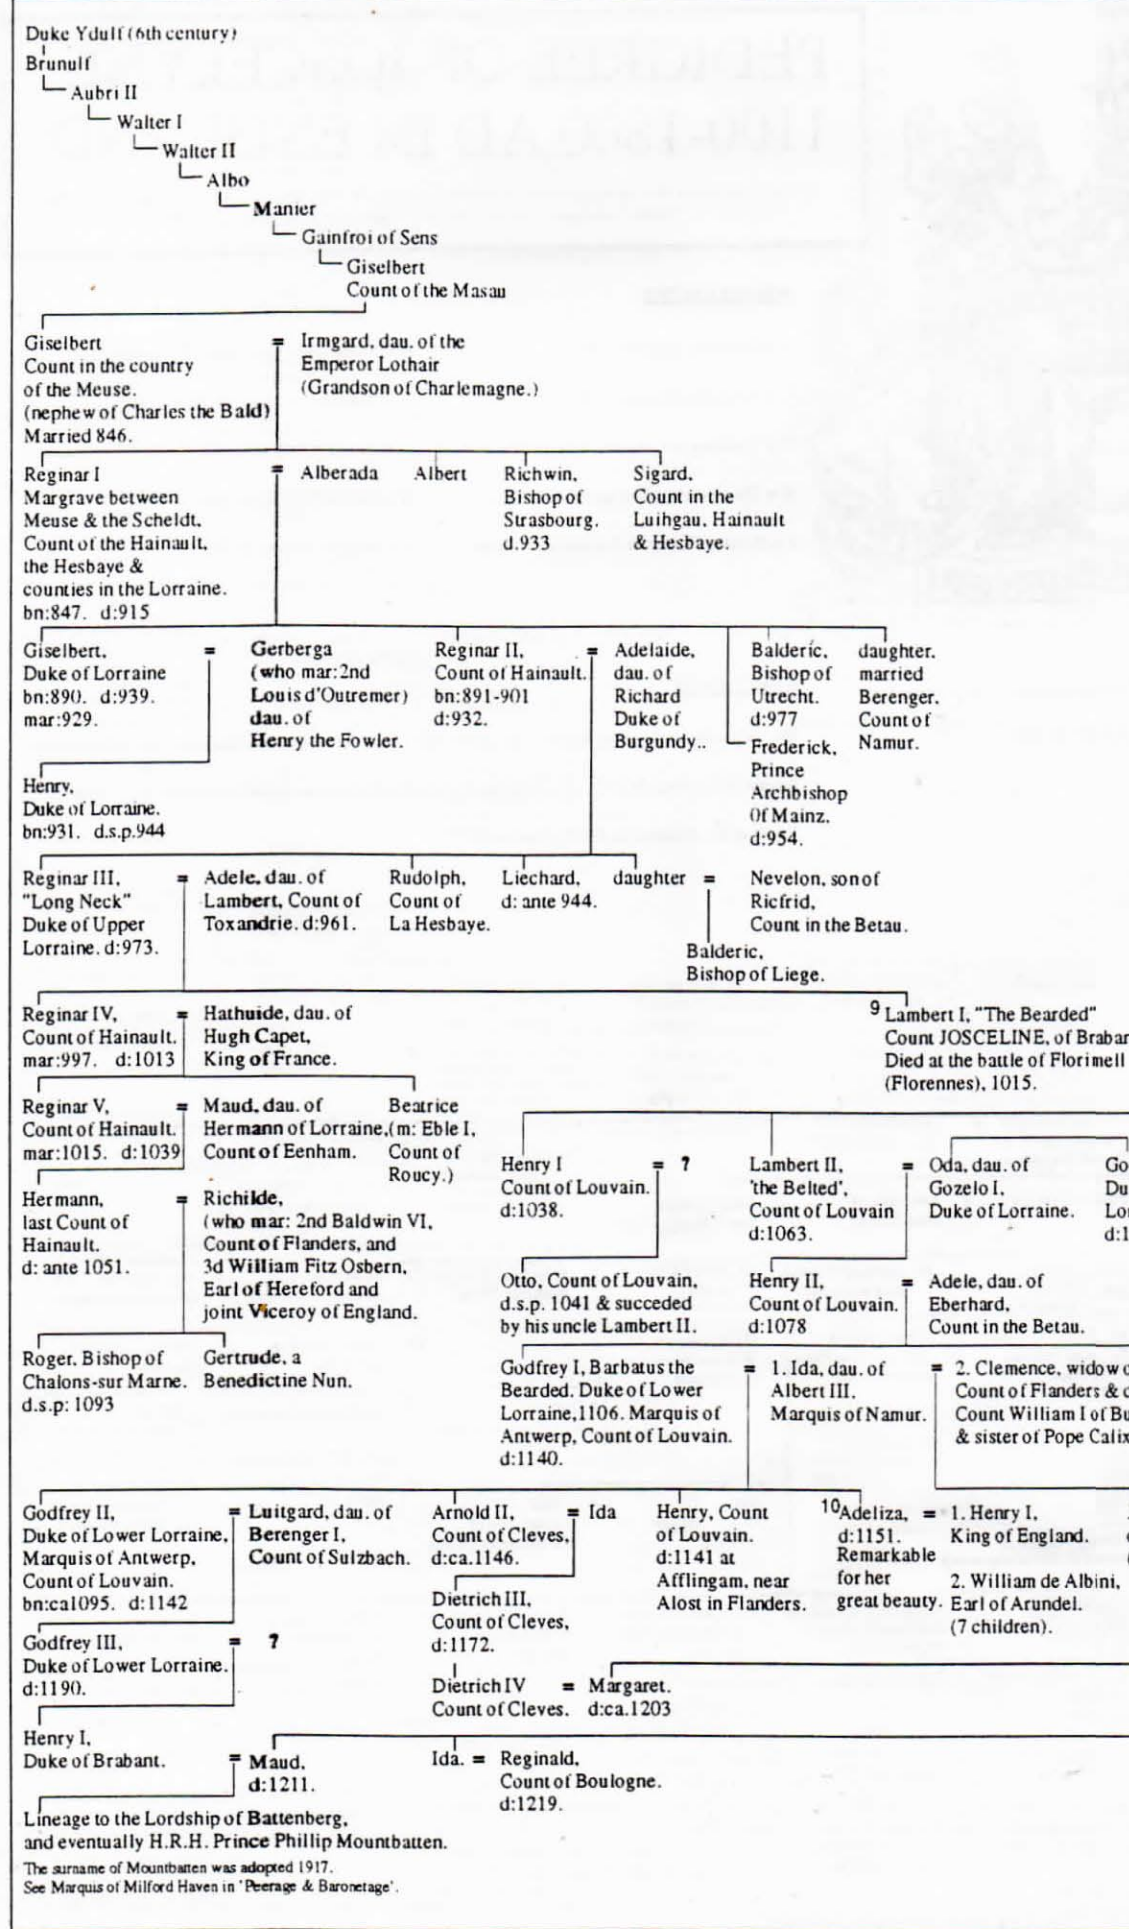 Duke Ydulf (6th century)
Brunulf
Aubri II
Walter I
Walter II
Albo
Manier
Gainfroi of Sens
Giselbert
Count of the Masau
Giselbert
Count in the country
of the Meuse.
(nephew of Charles the Bald)
Married 846.
=
Irmgard, dau. of the
Emperor Lothair
(Grandson of Charlemagne.)
Reginar I
Margrave between
Meuse & the Scheldt,
Count of the Hainault,
the Hesbaye &
counties in the Lorraine.
bn:847. d:915
= Alberada
Albert
Richwin,
Bishop of
Strasbourg.
d.933
Sigard,
Count in the
Luihgau, Hainault
& Hesbaye.
Giselbert,
Duke of Lorraine
bn:890. d:939.
mar:929.
=
Gerberga
(who mar:2nd
Louis d'Outremer)
dau. of
Henry the Fowler.
Reginar II,
Count of Hainault.
bn:891-901
d:932.
=
Adelaide,
dau. of
Richard
Duke of
Burgundy..
Balderic,
Bishop of
Utrecht.
d:977
Frederick,
Prince
Archbishop
Of Mainz.
d:954.
daughter,
married
Berenger.
Count of
Namur.
Henry,
Duke of Lorraine.
bn:931. d.s.p.944
Reginar III,
"Long Neck"
Duke of Upper
Lorraine. d:973.
=
Adele, dau. of
Lambert, Count of
Toxandrie. d:961.
Rudolph,
Count of
La Hesbaye.
Liechard,
d: ante 944.
daughter =
Nevelon, son of
Ricfrid,
Count in the Betau.
Balderic,
Bishop of Liege.
Reginar IV,
Count of Hainault.
mar:997. d:1013
=
Hathuide, dau. of
Hugh Capet,
King of France.
9 Lambert I, "The Bearded"
Count JOSCELINE, of Brabar
Died at the battle of Florimell
(Florennes), 1015.
Reginar V,
Count of Hainault.
mar:1015. d:1039
=
Maud, dau. of
Hermann of Lorraine,
Count of Eenham.
Beatrice
(m: Eble I,
Count of
Roucy.)
Henry I
Count of Louvain.
d:1038.
= ?
Lambert II,
'the Belted',
Count of Louvain
d:1063.
=
Oda, dau. of
Gozelo I,
Duke of Lorraine.
Go
Du
Lor
d:1
Hermann,
last Count of
Hainault.
d: ante 1051.
=
Richilde,
(who mar: 2nd Baldwin VI,
Count of Flanders, and
3d William Fitz Osbern,
Earl of Hereford and
joint Viceroy of England.
Otto, Count of Louvain,
d.s.p. 1041 & succeded
by his uncle Lambert II.
Henry II,
Count of Louvain.
d:1078
=
Adele, dau. of
Eberhard,
Count in the Betau.
Roger, Bishop of
Chalons-sur Marne.
d.s.p: 1093
Gertrude, a
Benedictine Nun.
Godfrey I, Barbatus the
Bearded. Duke of Lower
Lorraine,1106. Marquis of
Antwerp, Count of Louvain.
d:1140.
= 1. Ida, dau. of
Albert III.
Marquis of Namur.
= 2. Clemence, widow o
Count of Flanders & d
Count William I of Bu
& sister of Pope Calix
Godfrey II,
Duke of Lower Lorraine,
Marquis of Antwerp,
Count of Louvain.
bn:ca1095. d:1142
= Luitgard, dau. of
Berenger I,
Count of Sulzbach.
Arnold II,
Count of Cleves,
d:ca.1146.
= Ida
Henry, Count
of Louvain.
d:1141 at
Afflingam, near
Alost in Flanders.
10 Adeliza,
d:1151.
Remarkable
for her
great beauty.
= 1. Henry I,
King of England.
2. William de Albini,
Earl of Arundel.
(7 children).
Dietrich III,
Count of Cleves,
d:1172.
Godfrey III,
Duke of Lower Lorraine.
d:1190.
= ?
Dietrich IV
Count of Cleves.
= Margaret.
d:ca.1203
Henry I,
Duke of Brabant.
= Maud,
d:1211.
Ida. =
Reginald,
Count of Boulogne.
d:1219.
Lineage to the Lordship of Battenberg,
and eventually H.R.H. Prince Phillip Mountbatten.
The surname of Mountbatten was adopted 1917.
See Marquis of Milford Haven in 'Peerage & Baronetage'.